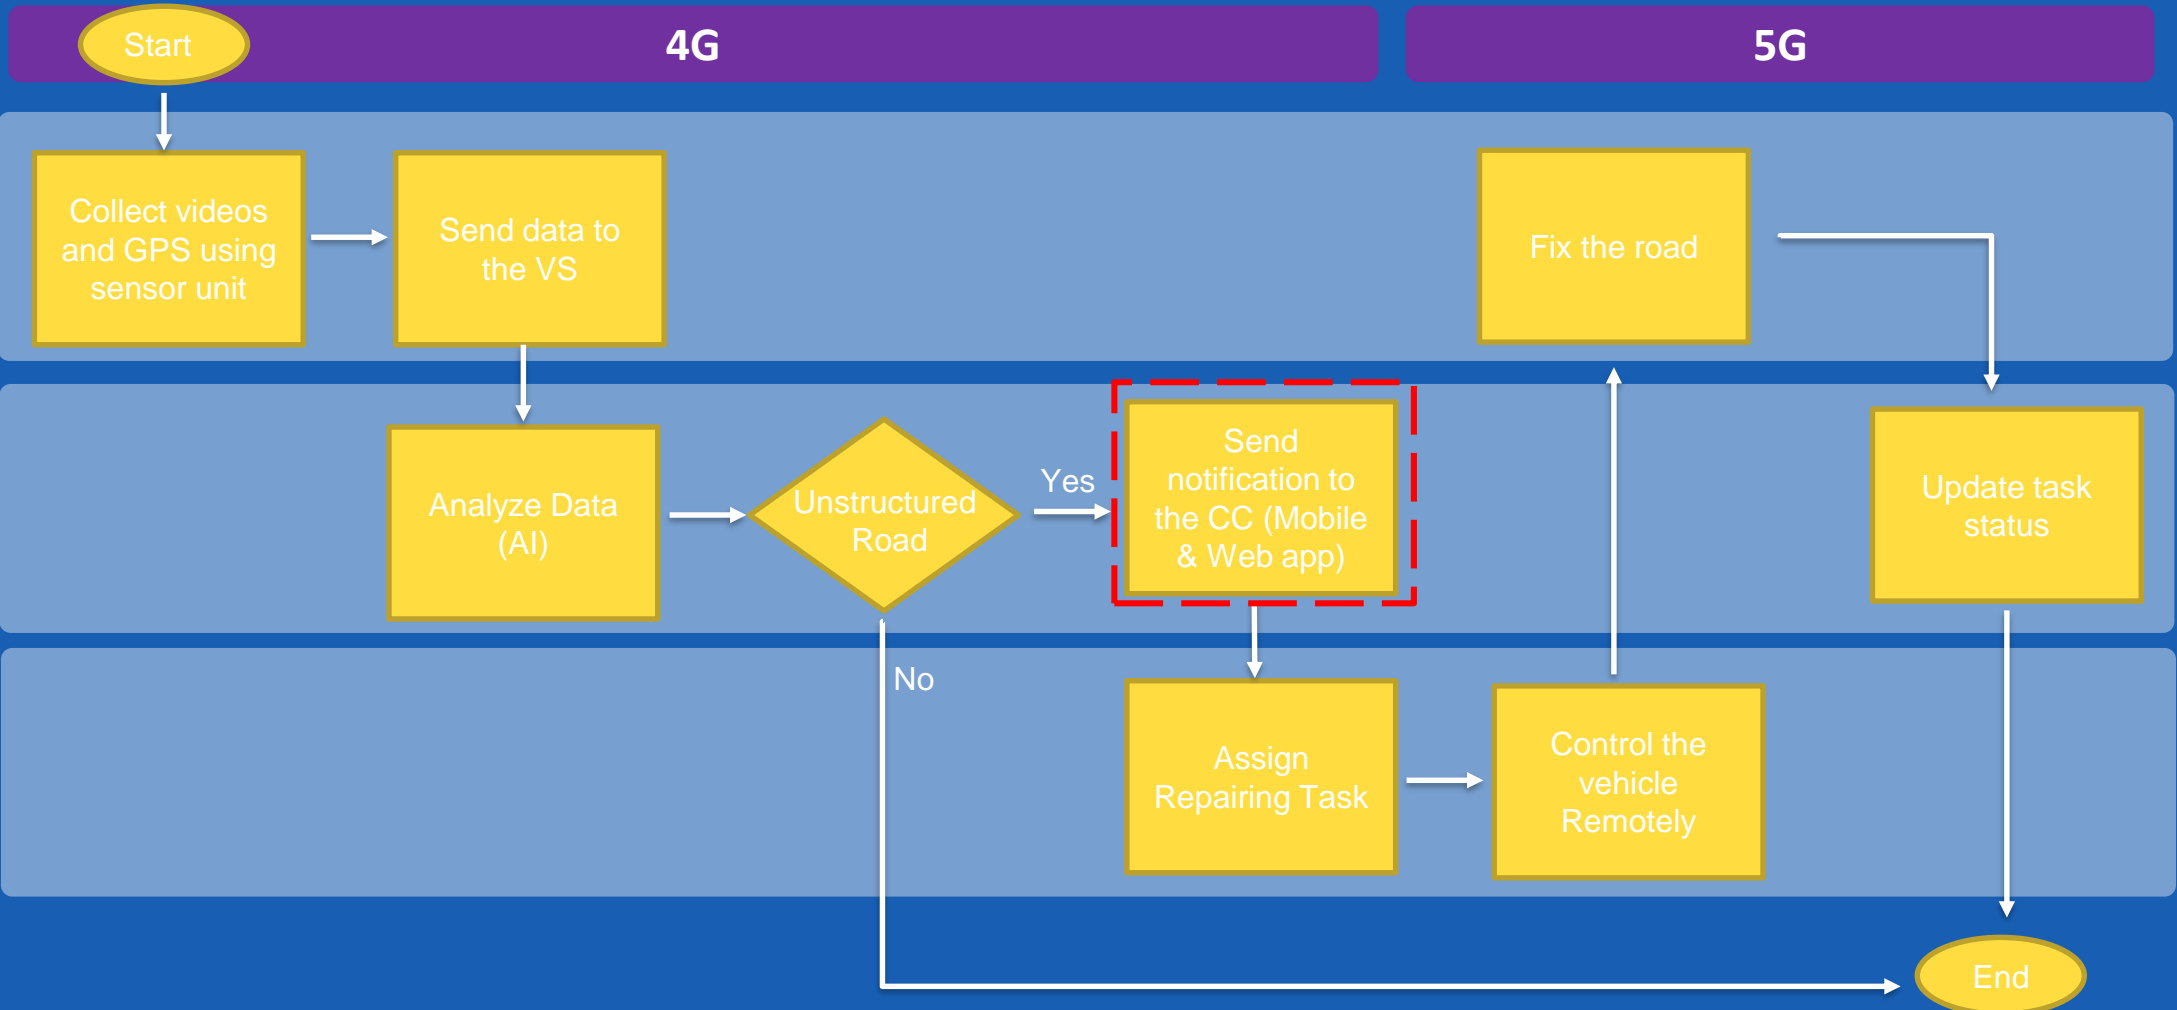 Start
4G
5G
Collect videos
and GPS using
sensor unit
Send data to
the VS
Fix the road
Analyze Data
(AI)
Unstructured
Road
Yes
Send
notification to
the CC (Mobile
& Web app)
Update task
status
No
Assign
Repairing Task
Control the
vehicle
Remotely
End